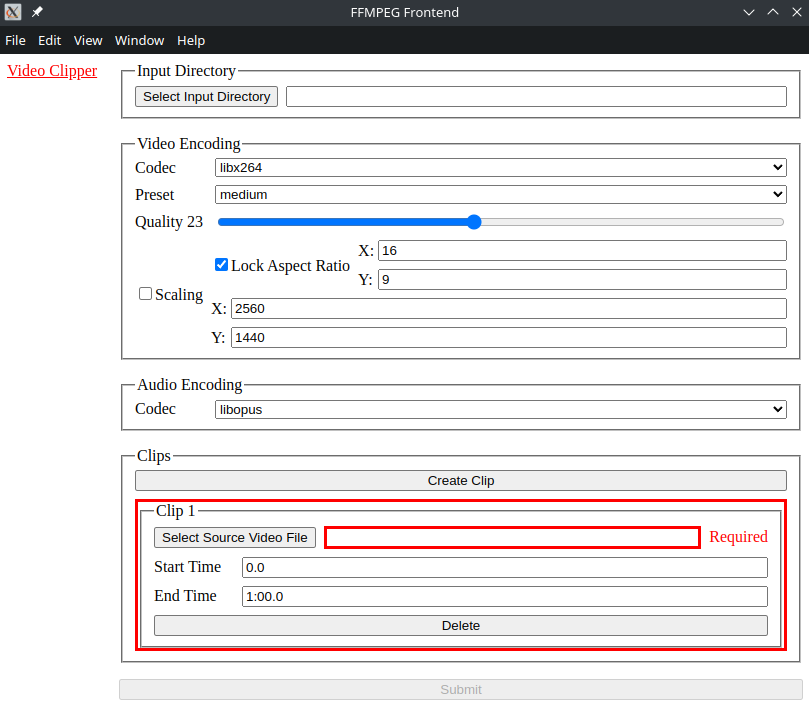 FFMPEG Frontend
File Edit View Window Help
Video Clipper
Input Directory
Select Input Directory
Video Encoding
Codec libx264
Preset medium
Quality 23
Lock Aspect Ratio
X: 16
Y: 9
Scaling
X: 2560
Y: 1440
Audio Encoding
Codec libopus
Clips
Create Clip
Clip 1
Select Source Video File Required
Start Time 0.0
End Time 1:00.0
Delete
Submit